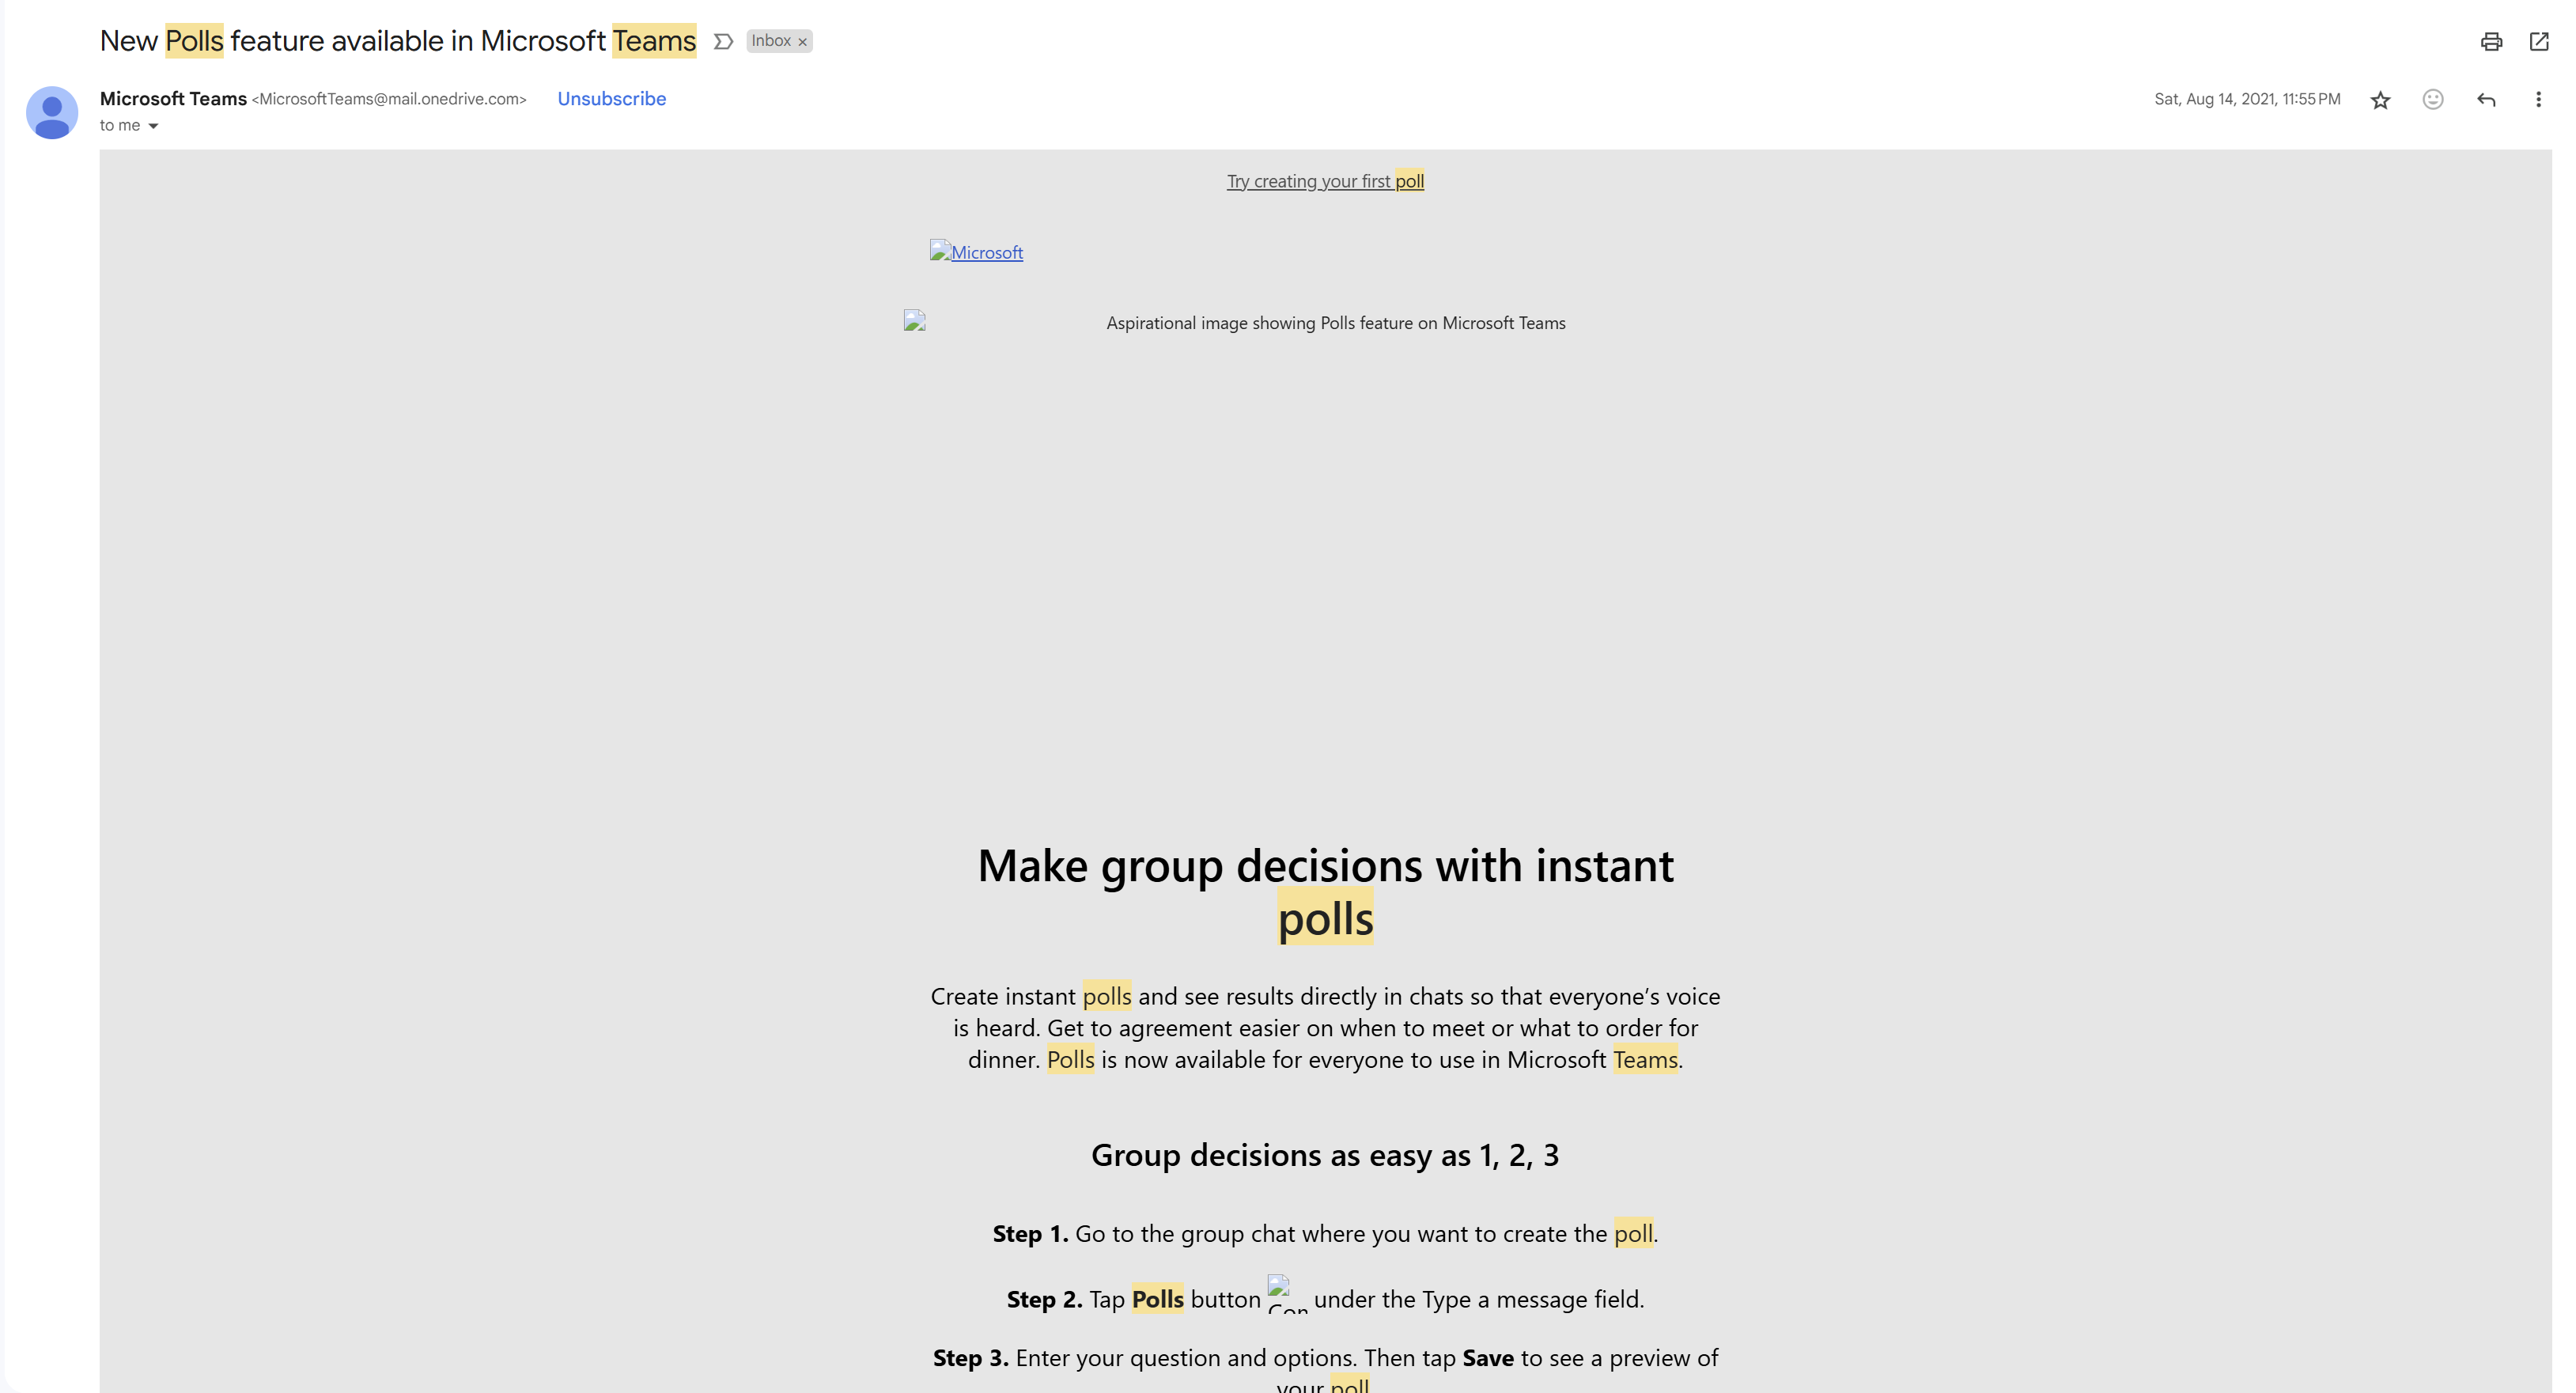 New Polls feature available in Microsoft Teams Inbox ×
Microsoft Teams <MicrosoftTeams@mail.onedrive.com> Unsubscribe Sat, Aug 14, 2021, 11:55 PM
to me
Try creating your first poll
Microsoft
Aspirational image showing Polls feature on Microsoft Teams
Make group decisions with instant
polls
Create instant polls and see results directly in chats so that everyone’s voice
is heard. Get to agreement easier on when to meet or what to order for
dinner. Polls is now available for everyone to use in Microsoft Teams.
Group decisions as easy as 1, 2, 3
Step 1. Go to the group chat where you want to create the poll.
Step 2. Tap Polls button Con under the Type a message field.
Step 3. Enter your question and options. Then tap Save to see a preview of
your poll